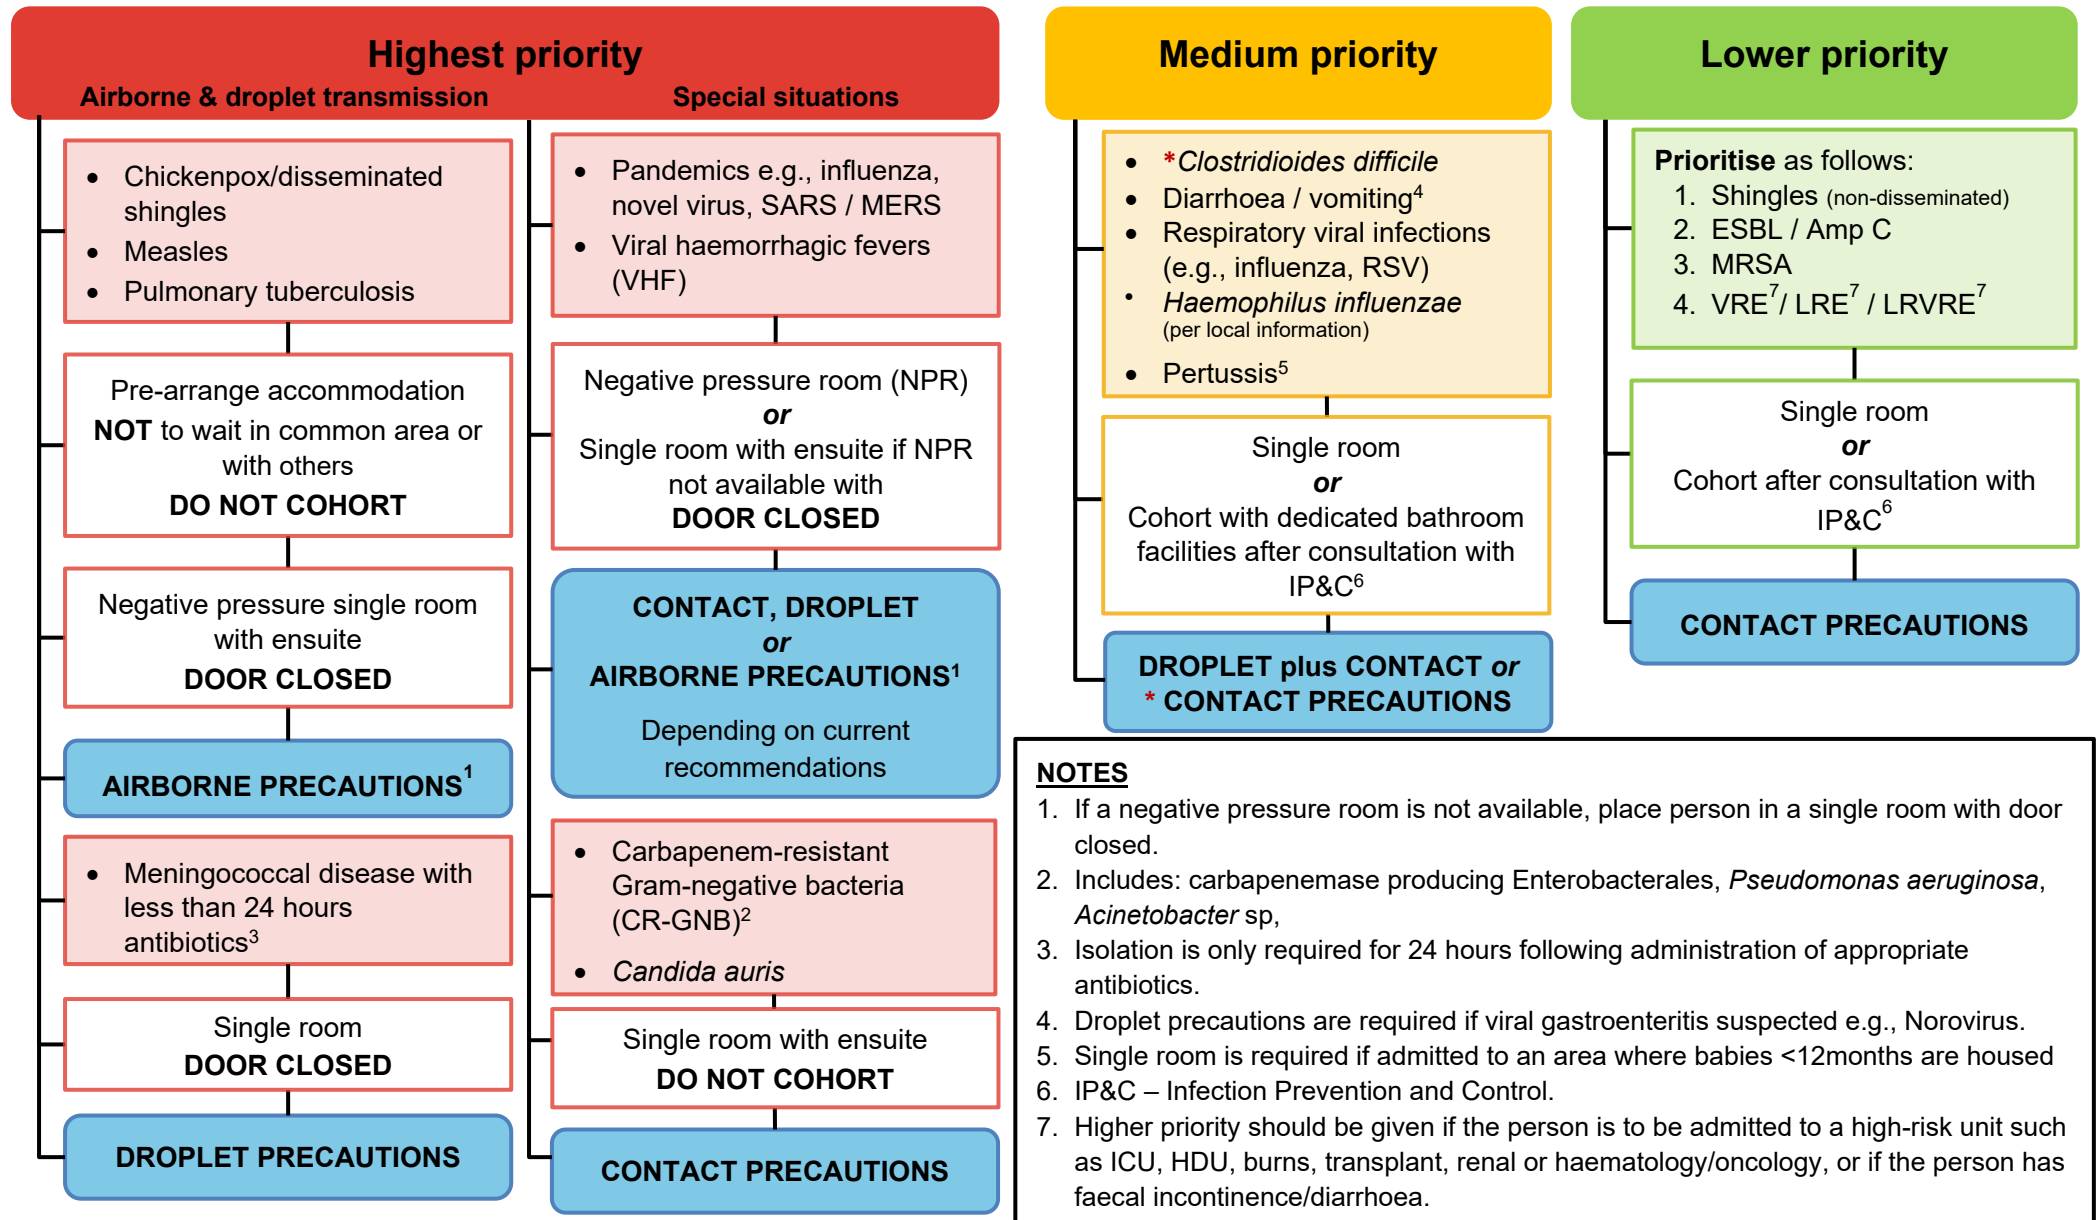 Highest priority
Airborne & droplet transmission
Special situations
• Chickenpox/disseminated
shingles
• Measles
• Pulmonary tuberculosis
Pre-arrange accommodation
NOT to wait in common area or
with others
DO NOT COHORT
Negative pressure single room
with ensuite
DOOR CLOSED
AIRBORNE PRECAUTIONS1
• Meningococcal disease with
less than 24 hours
antibiotics3
Single room
DOOR CLOSED
DROPLET PRECAUTIONS
• Pandemics e.g., influenza,
novel virus, SARS / MERS
• Viral haemorrhagic fevers
(VHF)
Negative pressure room (NPR)
or
Single room with ensuite if NPR
not available with
DOOR CLOSED
CONTACT, DROPLET
or
AIRBORNE PRECAUTIONS1
Depending on current
recommendations
• Carbapenem-resistant
Gram-negative bacteria
(CR-GNB)2
• Candida auris
Single room with ensuite
DO NOT COHORT
CONTACT PRECAUTIONS
Medium priority
• *Clostridioides difficile
• Diarrhoea / vomiting4
• Respiratory viral infections
(e.g., influenza, RSV)
• Haemophilus influenzae
(per local information)
• Pertussis5
Single room
or
Cohort with dedicated bathroom
facilities after consultation with
IP&C6
DROPLET plus CONTACT or
* CONTACT PRECAUTIONS
Lower priority
Prioritise as follows:
1. Shingles (non-disseminated)
2. ESBL / Amp C
3. MRSA
4. VRE7/ LRE7 / LRVRE7
Single room
or
Cohort after consultation with
IP&C6
CONTACT PRECAUTIONS
NOTES
1. If a negative pressure room is not available, place person in a single room with door
closed.
2. Includes: carbapenemase producing Enterobacterales, Pseudomonas aeruginosa,
Acinetobacter sp,
3. Isolation is only required for 24 hours following administration of appropriate
antibiotics.
4. Droplet precautions are required if viral gastroenteritis suspected e.g., Norovirus.
5. Single room is required if admitted to an area where babies <12months are housed
6. IP&C – Infection Prevention and Control.
7. Higher priority should be given if the person is to be admitted to a high-risk unit such
as ICU, HDU, burns, transplant, renal or haematology/oncology, or if the person has
faecal incontinence/diarrhoea.